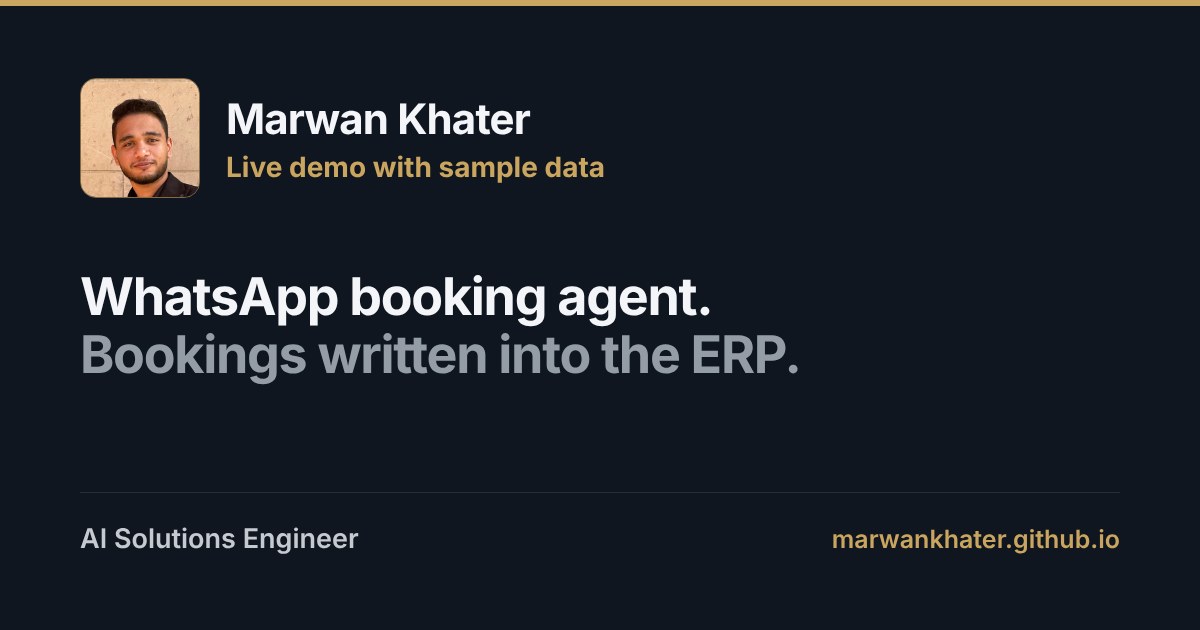 Marwan Khater
Live demo with sample data
WhatsApp booking agent.
Bookings written into the ERP.
AI Solutions Engineer
marwankhater.github.io